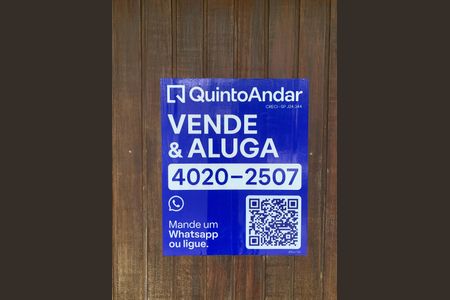 QuintoAndar
VENDE
& ALUGA
4020-2507
Mande um
Whatsapp
ou ligue.